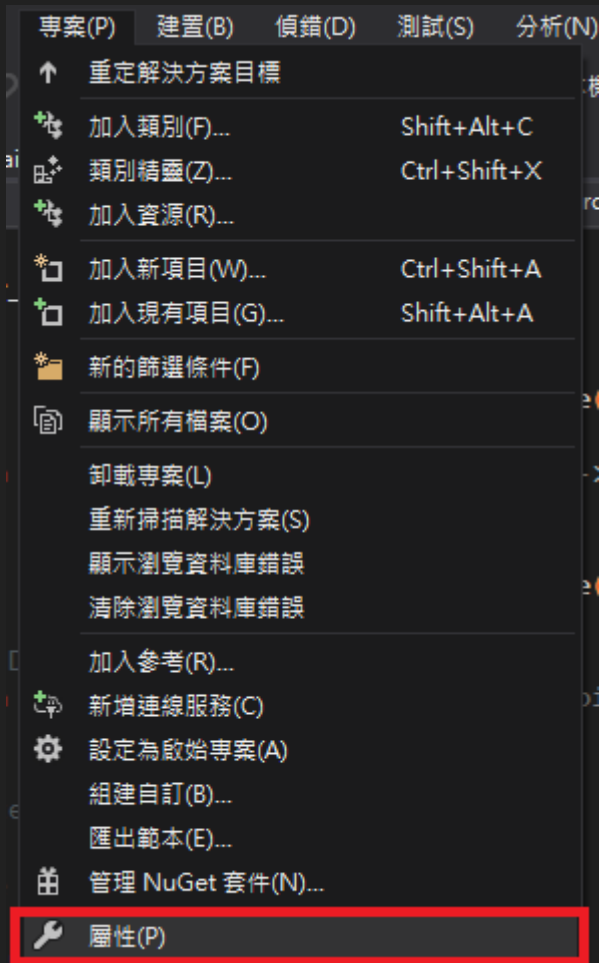 專案(P) 建置(B) 偵錯(D) 測試(S) 分析(N)
重定解決方案目標
加入類別(F)... Shift+Alt+C
類別精靈(Z)... Ctrl+Shift+X
加入資源(R)...
加入新項目(W)... Ctrl+Shift+A
加入現有項目(G)... Shift+Alt+A
新的篩選條件(F)
顯示所有檔案(O)
卸載專案(L)
重新掃描解決方案(S)
顯示瀏覽資料庫錯誤
清除瀏覽資料庫錯誤
加入參考(R)...
新增連線服務(C)
設定為啟始專案(A)
組建自訂(B)...
匯出範本(E)...
管理 NuGet 套件(N)...
屬性(P)